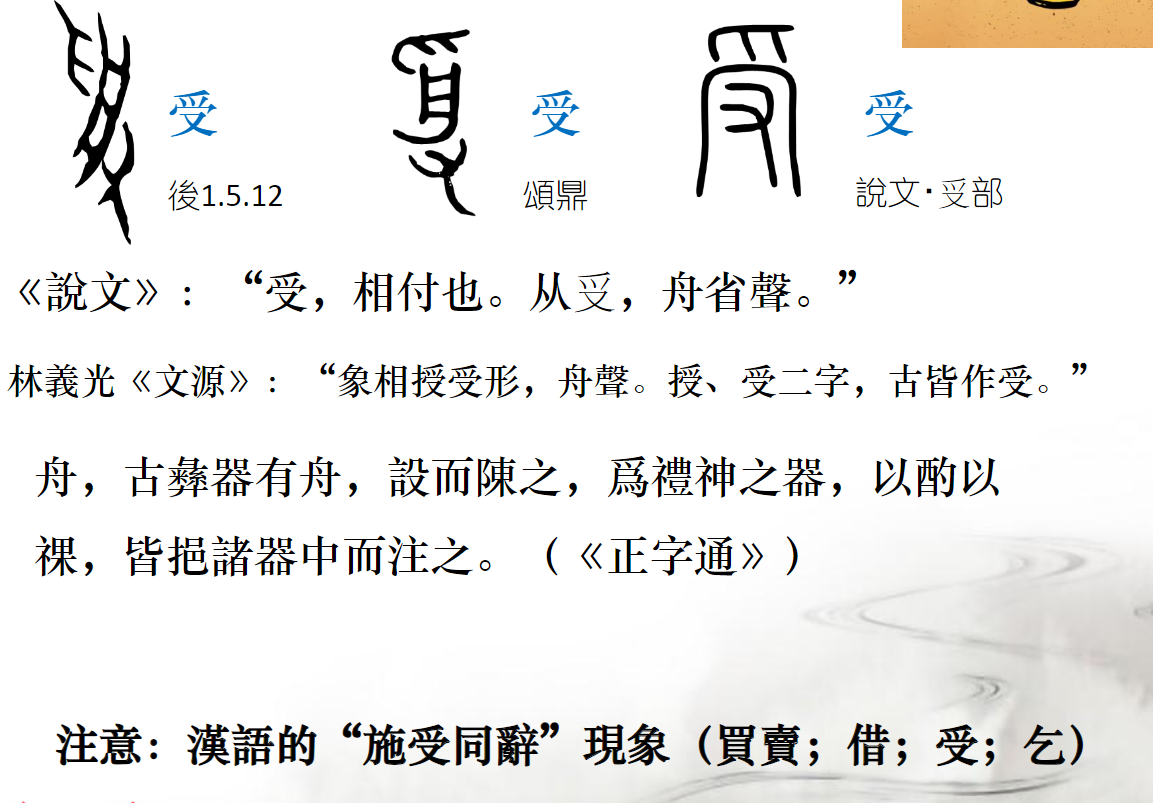 受 受 受
後1.5.12 頌鼎 說文·𠬪部
《說文》：“受，相付也。从𠬪，舟省聲。”
林義光《文源》：“象相授受形，舟聲。授、受二字，古皆作受。”
舟，古彝器有舟，設而陳之，爲禮神之器，以酌以
祼，皆挹諸器中而注之。（《正字通》）
注意：漢語的“施受同辭”現象（買賣；借；受；乞）